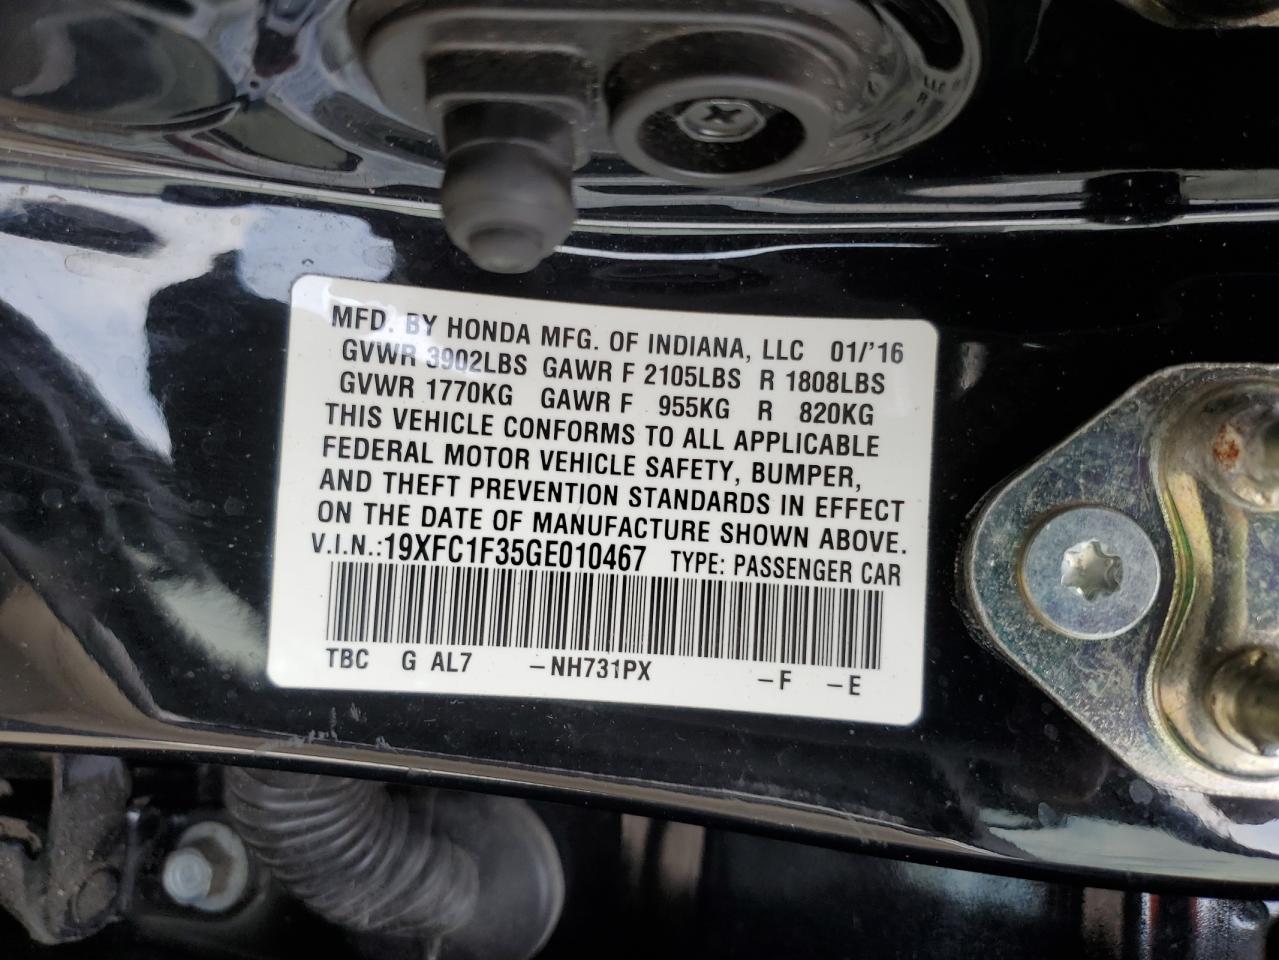 MFD. BY HONDA MFG. OF INDIANA, LLC 01/'16
GVWR 3902LBS GAWR F 2105LBS R 1808LBS
GVWR 1770KG GAWR F 955KG R 820KG
THIS VEHICLE CONFORMS TO ALL APPLICABLE
FEDERAL MOTOR VEHICLE SAFETY, BUMPER,
AND THEFT PREVENTION STANDARDS IN EFFECT
ON THE DATE OF MANUFACTURE SHOWN ABOVE.
V.I.N.:19XFC1F35GE010467 TYPE: PASSENGER CAR
TBC G AL7 -NH731PX -F -E